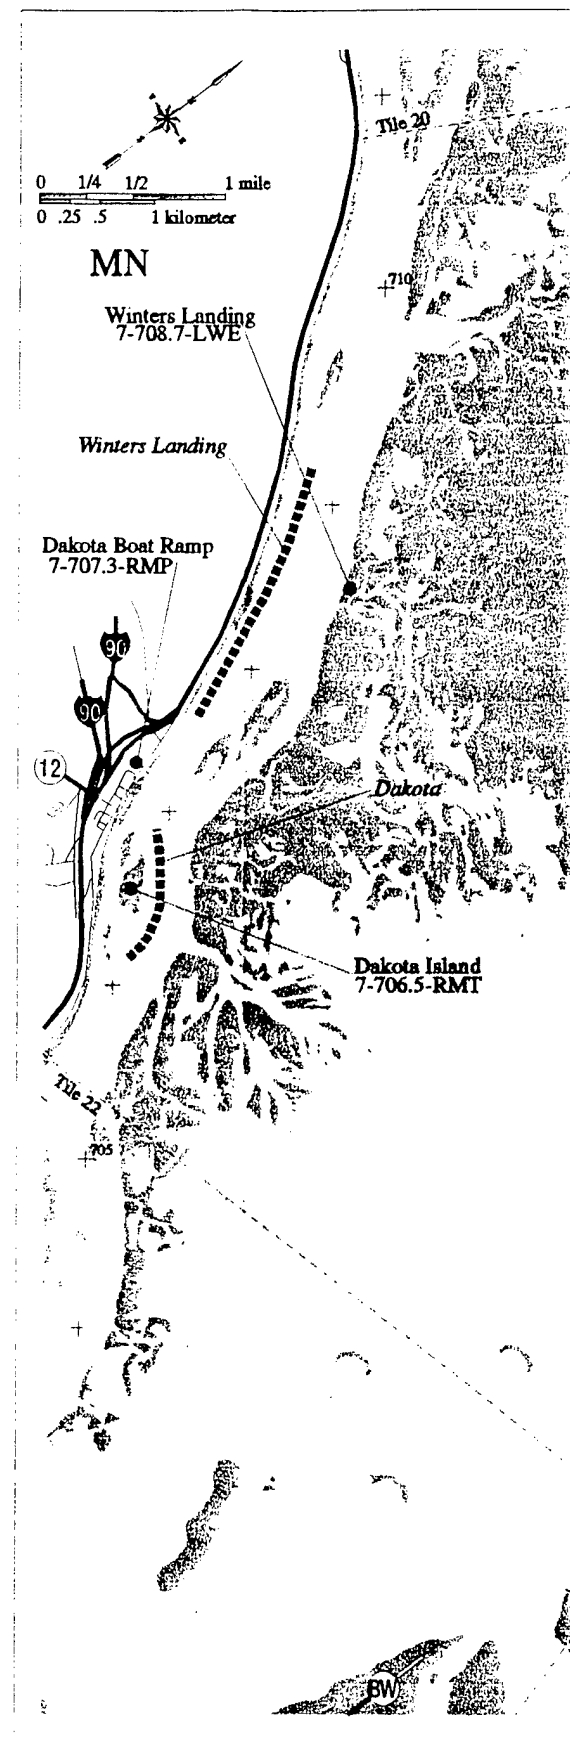 Tile 20
0 1/4 1/2 1 mile
0 .25 .5 1 kilometer
MN
710
Winters Landing
7-708.7-LWE
Winters Landing
Dakota Boat Ramp
7-707.3-RMP
90
90
12
Dakota
Dakota Island
7-706.5-RMT
Tile 22
705
BW